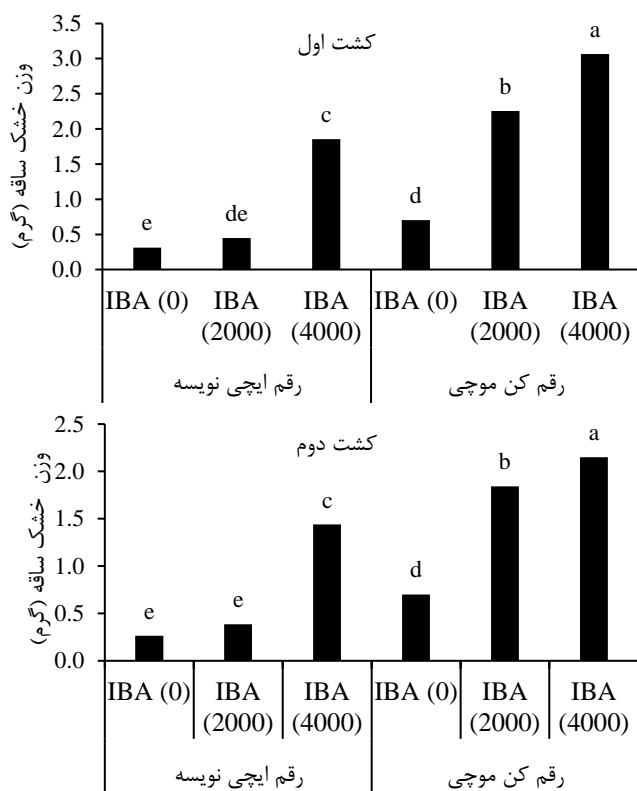 کشت اول
وزن خشک ساقه (گرم)
3.5
3.0
2.5
2.0
1.5
1.0
0.5
0.0
e
de
c
d
b
a
IBA (0)
IBA (2000)
IBA (4000)
IBA (0)
IBA (2000)
IBA (4000)
رقم ایچی نویسه
رقم کن موچی
کشت دوم
وزن خشک ساقه (گرم)
2.5
2.0
1.5
1.0
0.5
0.0
e
e
c
d
b
a
IBA (0)
IBA (2000)
IBA (4000)
IBA (0)
IBA (2000)
IBA (4000)
رقم ایچی نویسه
رقم کن موچی